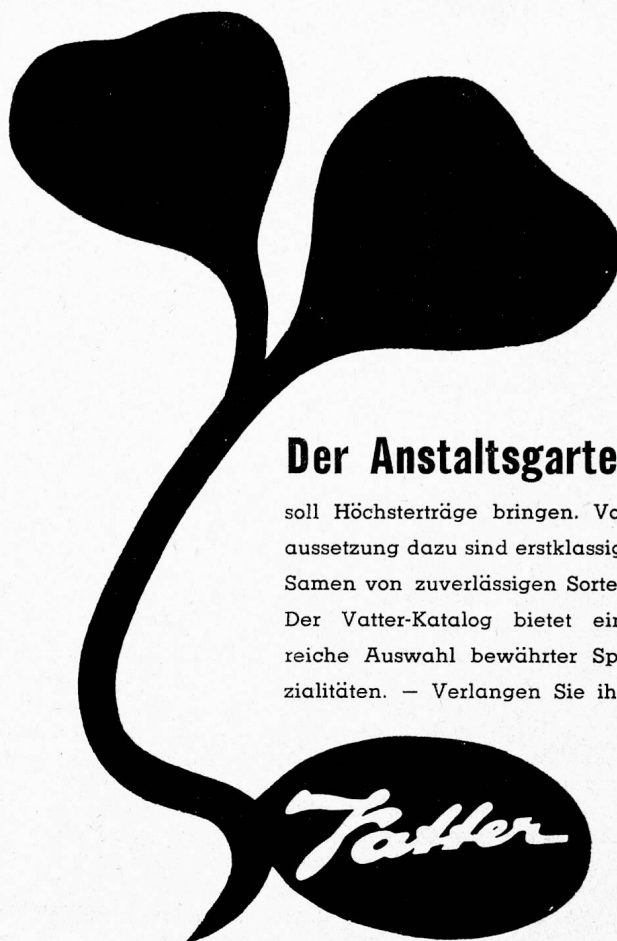 Der Anstaltsgarte
soll Höchsterträge bringen. Vo
aussetzung dazu sind erstklassig
Samen von zuverlässigen Sorte
Der Vatter-Katalog bietet ein
reiche Auswahl bewährter Sp
zialitäten. — Verlangen Sie ih
Vatter